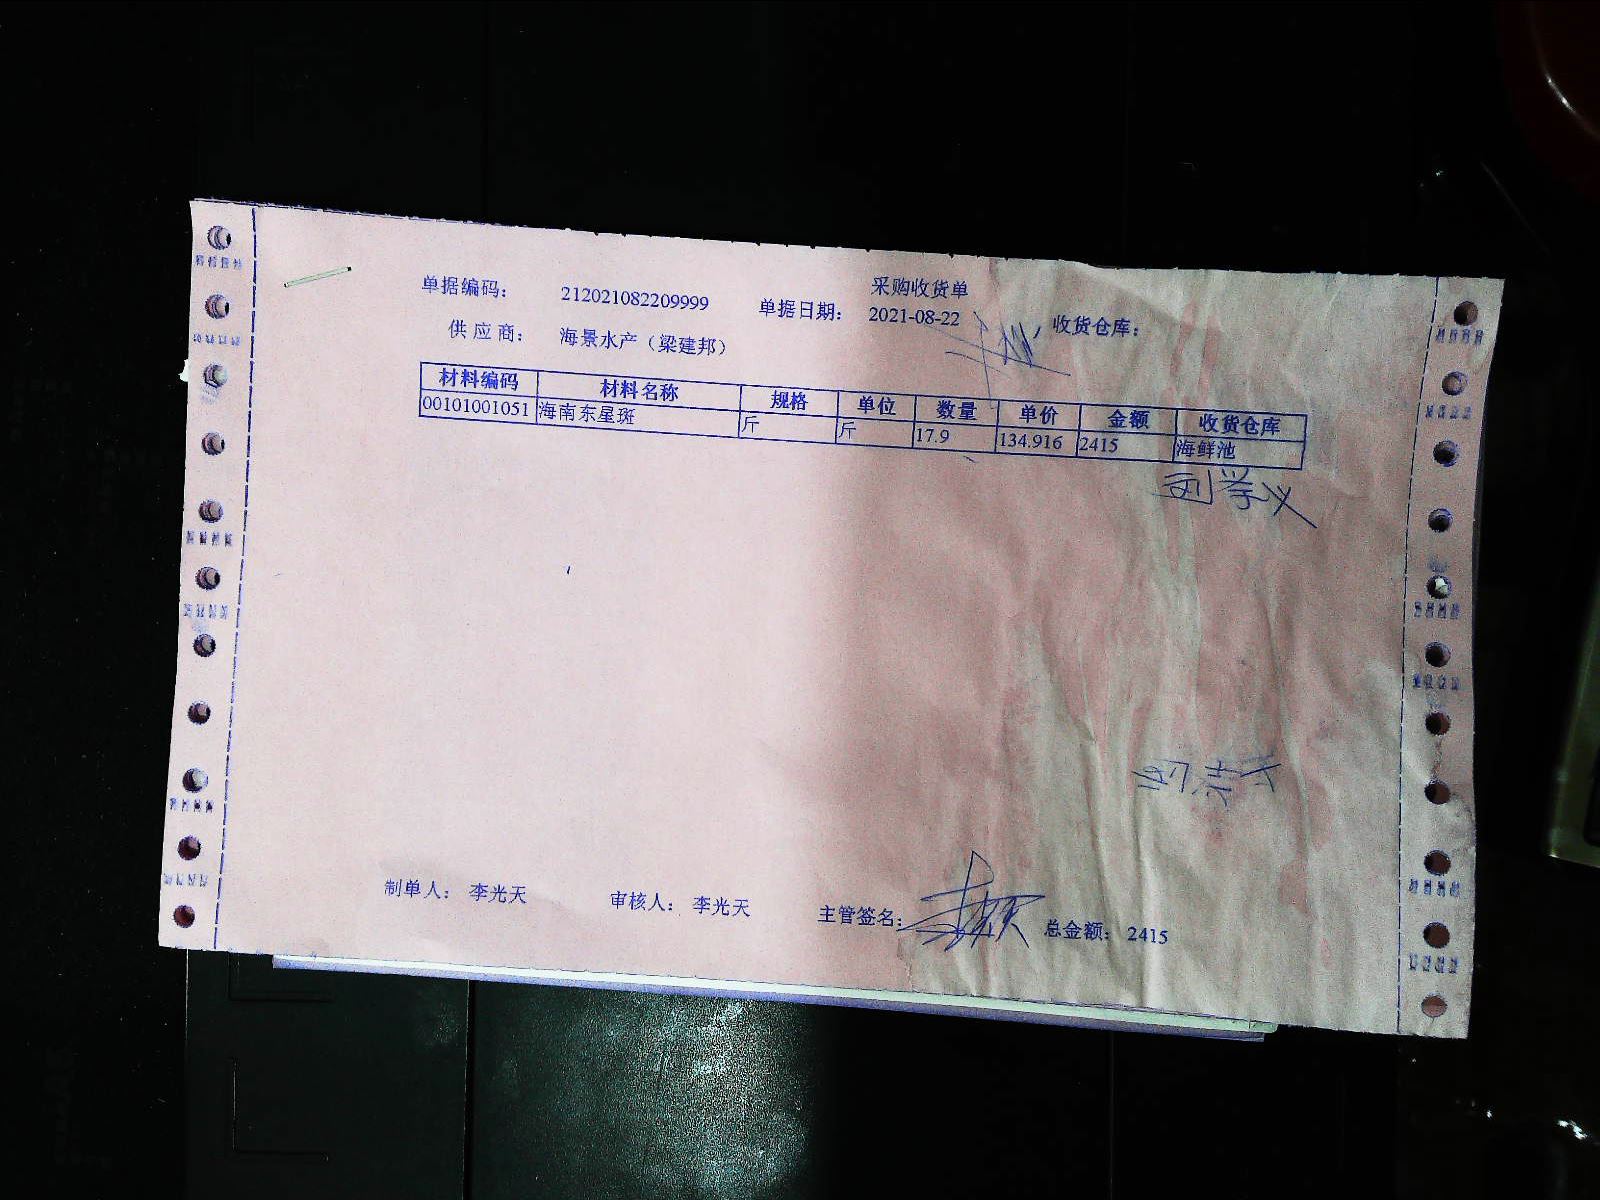 采购收货单
单据编码： 212021082209999 单据日期： 2021-08-22 收货仓库：
供应商： 海景水产（梁建邦）
材料编码 材料名称 规格 单位 数量 单价 金额 收货仓库
00101001051 海南东星斑 斤 斤 17.9 134.916 2415 海鲜池
刘学义
制单人： 李光天 审核人： 李光天 主管签名： 总金额： 2415